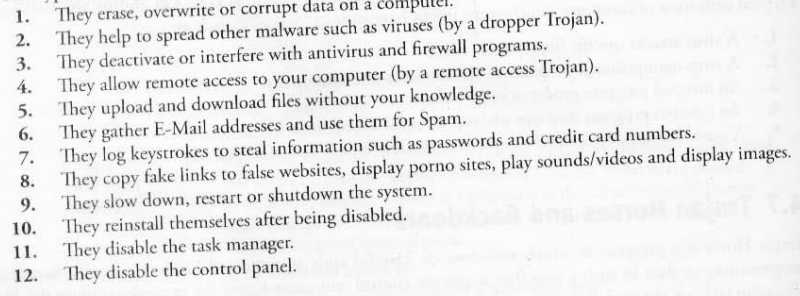 1. They erase, overwrite or corrupt data on a computer.
2. They help to spread other malware such as viruses (by a dropper Trojan).
3. They deactivate or interfere with antivirus and firewall programs.
4. They allow remote access to your computer (by a remote access Trojan).
5. They upload and download files without your knowledge.
6. They gather E-Mail addresses and use them for Spam.
7. They log keystrokes to steal information such as passwords and credit card numbers.
8. They copy fake links to false websites, display porno sites, play sounds/videos and display images.
9. They slow down, restart or shutdown the system.
10. They reinstall themselves after being disabled.
11. They disable the task manager.
12. They disable the control panel.